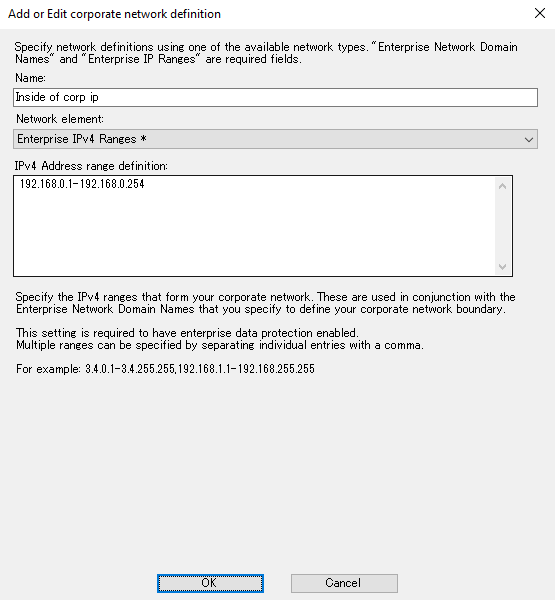 Add or Edit corporate network definition
Specify network definitions using one of the available network types. "Enterprise Network Domain
Names" and "Enterprise IP Ranges" are required fields.
Name:
Inside of corp ip
Network element:
Enterprise IPv4 Ranges *
IPv4 Address range definition:
192.168.0.1-192.168.0.254
Specify the IPv4 ranges that form your corporate network. These are used in conjunction with the
Enterprise Network Domain Names that you specify to define your corporate network boundary.
This setting is required to have enterprise data protection enabled.
Multiple ranges can be specified by separating individual entries with a comma.
For example: 3.4.0.1-3.4.255.255,192.168.1.1-192.168.255.255
OK
Cancel